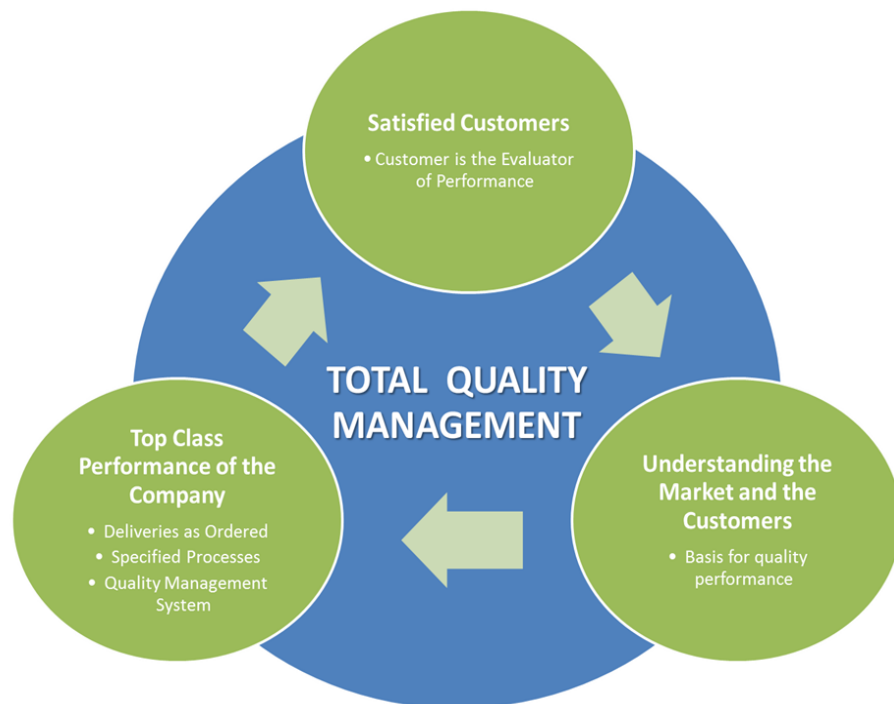 Satisfied Customers
• Customer is the Evaluator
of Performance
TOTAL QUALITY
MANAGEMENT
Top Class
Performance of the
Company
• Deliveries as Ordered
• Specified Processes
• Quality Management
System
Understanding the
Market and the
Customers
• Basis for quality
performance